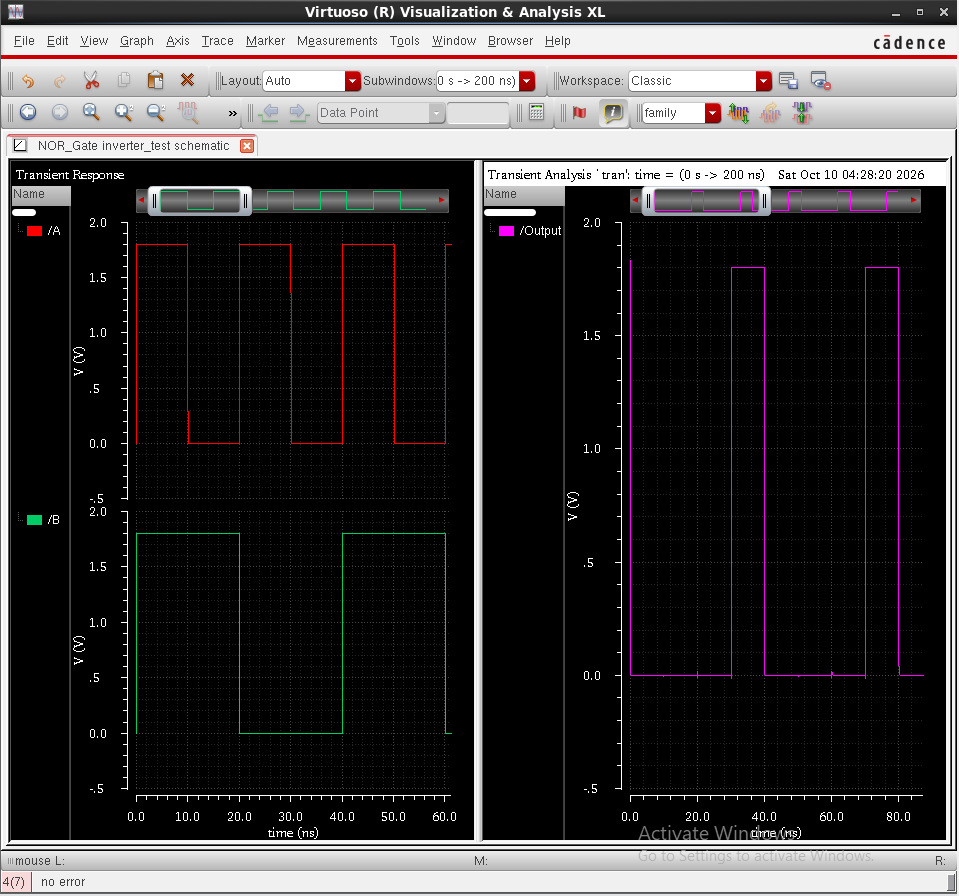 Virtuoso (R) Visualization & Analysis XL
File Edit View Graph Axis Trace Marker Measurements Tools Window Browser Help
cādence
Layout: Auto Subwindows: 0 s -> 200 ns) Workspace: Classic
» Data Point family
NOR_Gate inverter_test schematic
Transient Response
Name
/A
2.0
1.5
1.0
.5
0.0
-.5
V (V)
/B
2.0
1.5
1.0
.5
0.0
-.5
V (V)
0.0 10.0 20.0 30.0 40.0 50.0 60.0
time (ns)
Transient Analysis `tran': time = (0 s -> 200 ns) Sat Oct 10 04:28:20 2026
Name
/Output
2.0
1.5
1.0
.5
0.0
-.5
V (V)
0.0 20.0 40.0 60.0 80.0
time (ns)
Activate Windows
Go to Settings to activate Windows.
mouse L: M: R:
4(7) no error